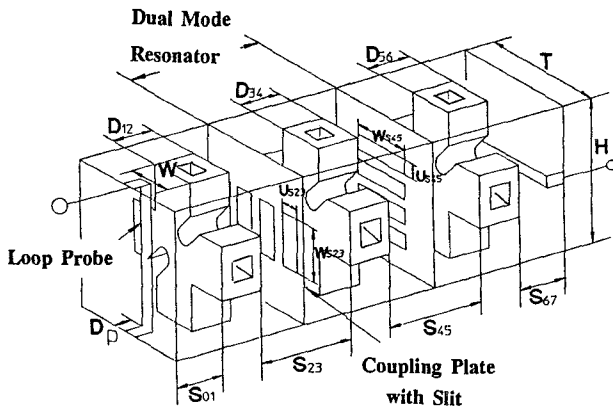 Dual Mode
Resonator
D56
T
D34
D12
WS45
H
US45
W
US23
WS23
Loop Probe
Dp
S67
S45
S23
S01
Coupling Plate
with Slit